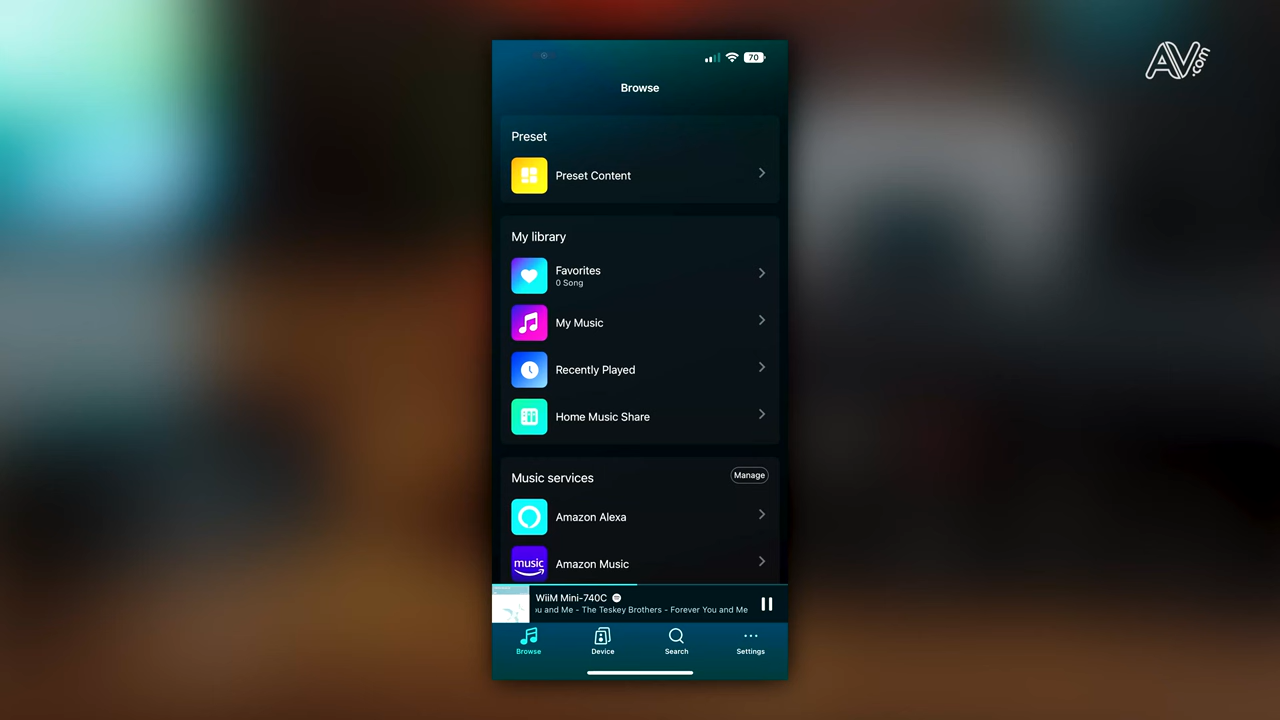 AV.com
70
Browse
Preset
Preset Content
My library
Favorites
0 Song
My Music
Recently Played
Home Music Share
Music services
Manage
Amazon Alexa
music
Amazon Music
WiiM Mini-740C
ou and Me - The Teskey Brothers - Forever You and Me
Browse
Device
Search
Settings